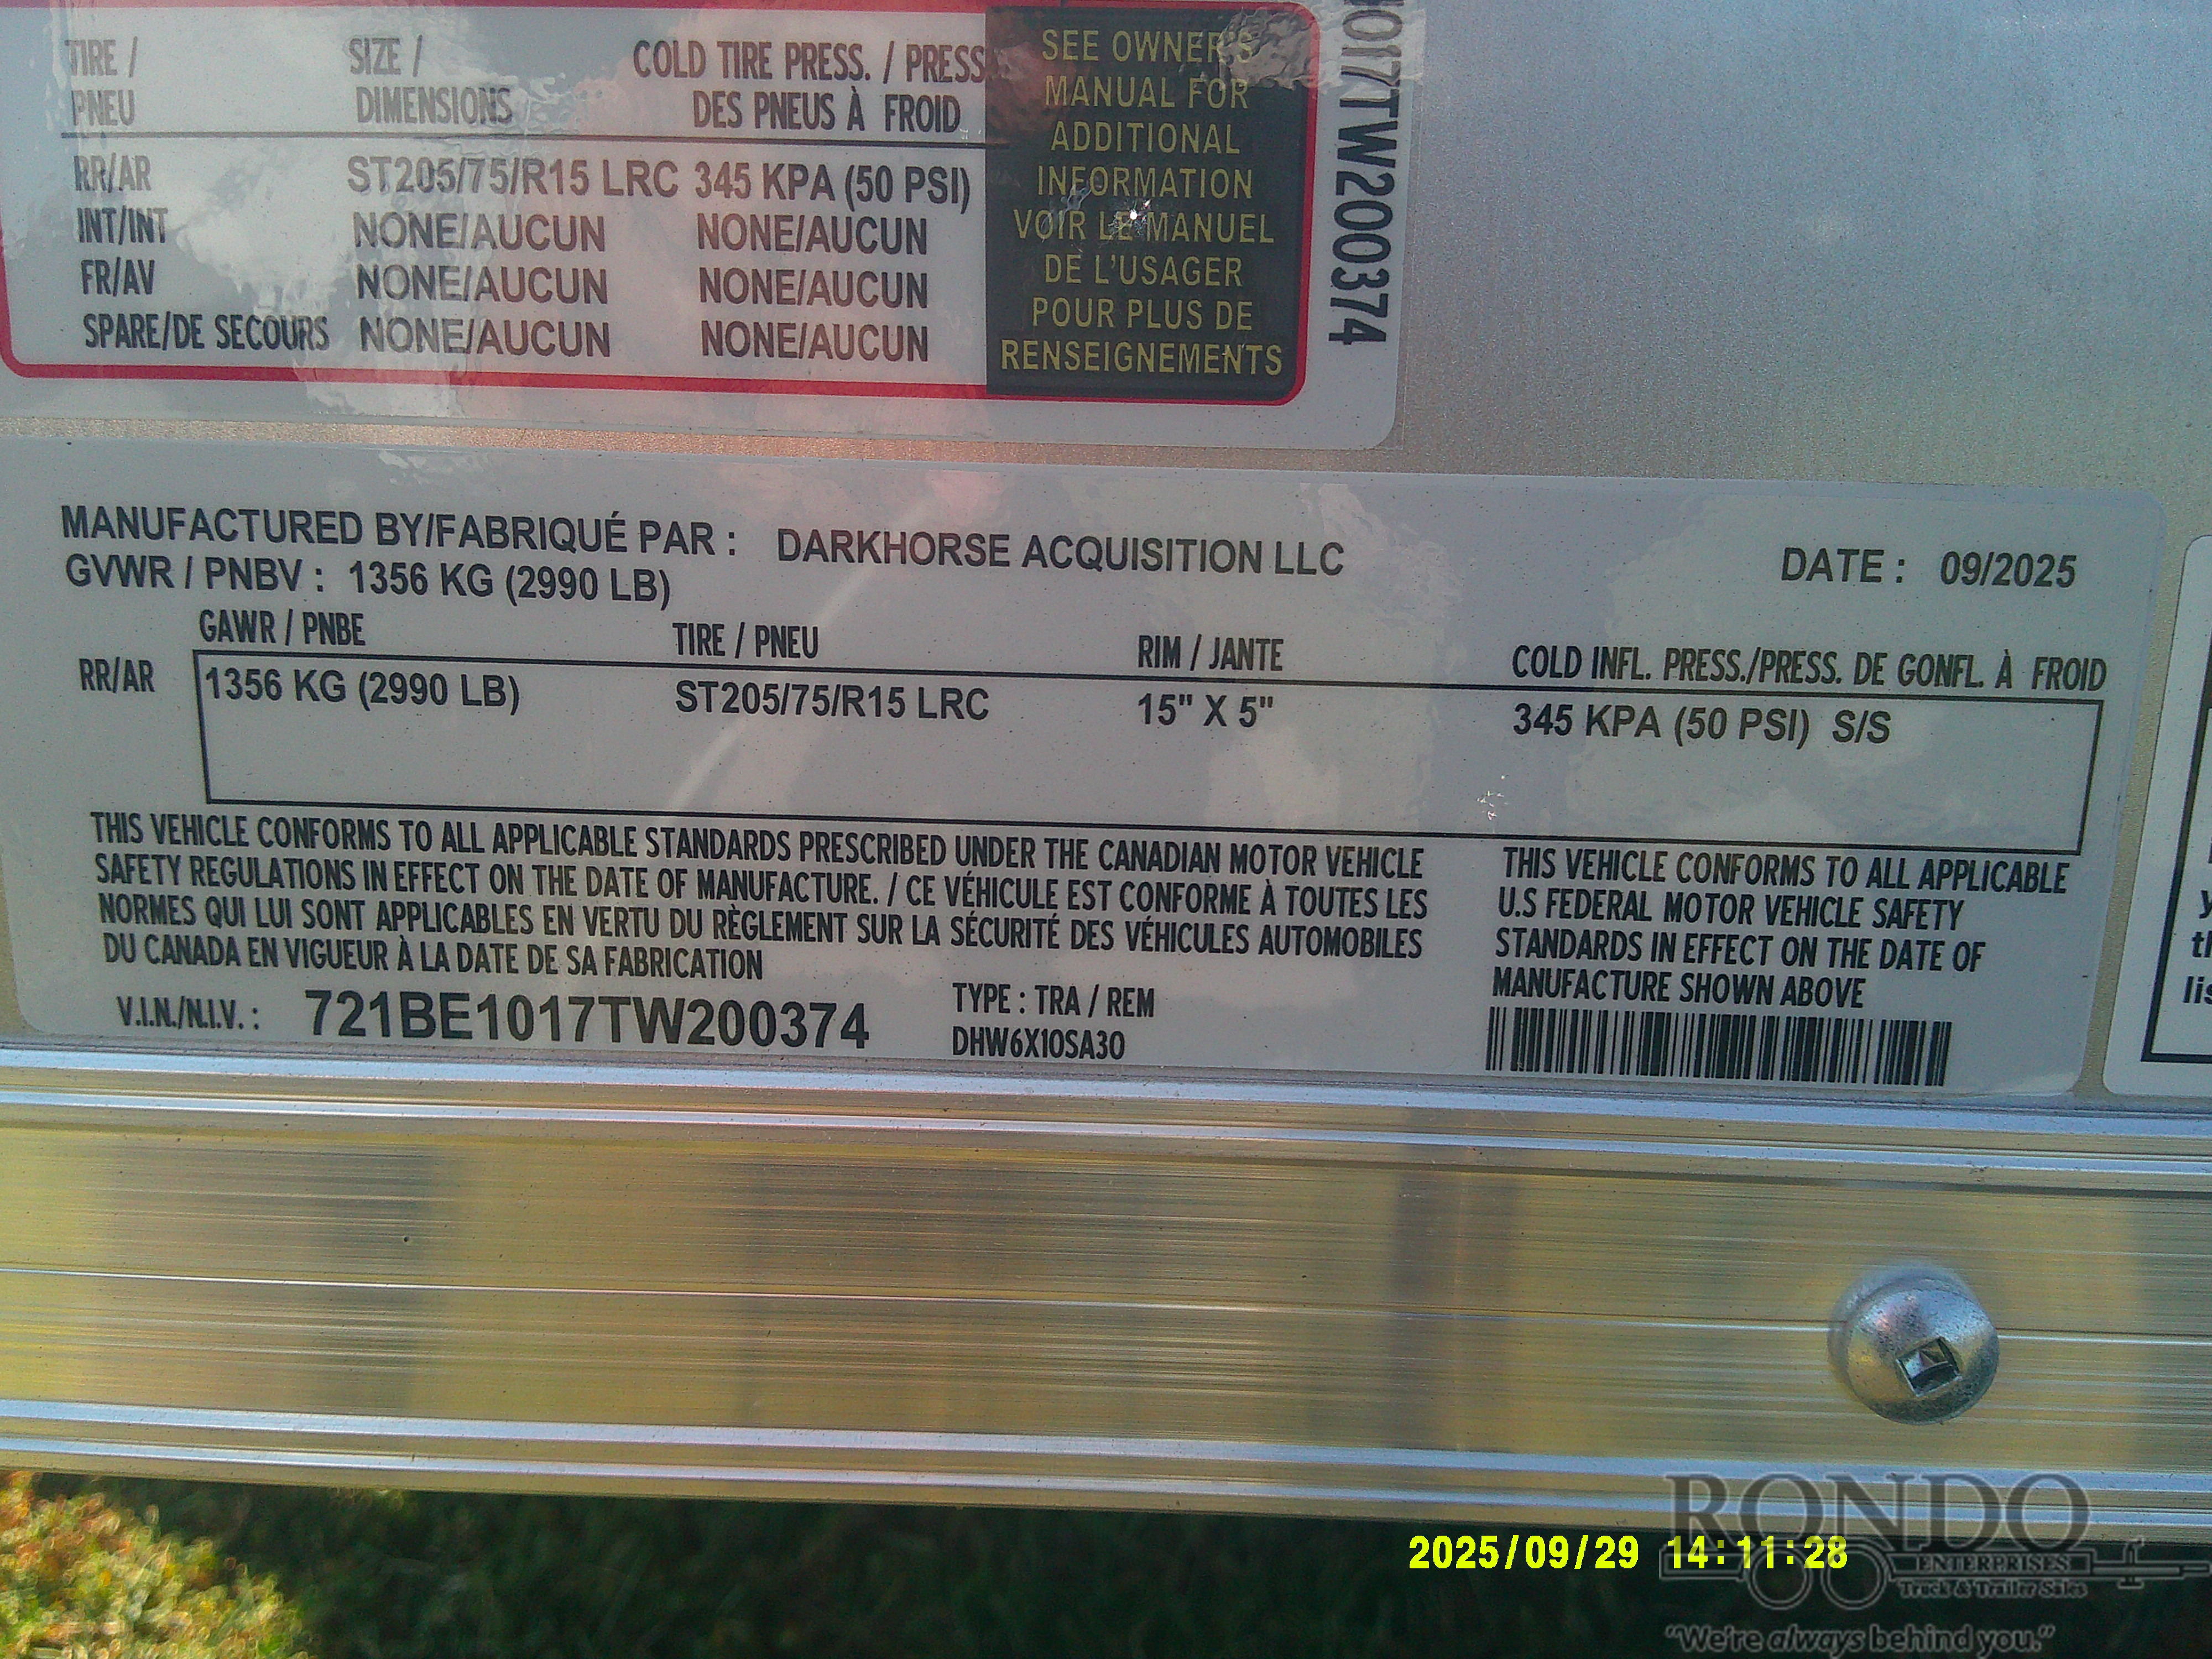 TIRE / SIZE / COLD TIRE PRESS. / PRESS
PNEU DIMENSIONS DES PNEUS À FROID
RR/AR ST205/75/R15 LRC 345 KPA (50 PSI)
INT/INT NONE/AUCUN NONE/AUCUN
FR/AV NONE/AUCUN NONE/AUCUN
SPARE/DE SECOURS NONE/AUCUN NONE/AUCUN
SEE OWNER'S
MANUAL FOR
ADDITIONAL
INFORMATION
VOIR LE MANUEL
DE L'USAGER
POUR PLUS DE
RENSEIGNEMENTS
1017TW200374
MANUFACTURED BY/FABRIQUÉ PAR : DARKHORSE ACQUISITION LLC DATE : 09/2025
GVWR / PNBV : 1356 KG (2990 LB)
GAWR / PNBE TIRE / PNEU RIM / JANTE COLD INFL. PRESS./PRESS. DE GONFL. À FROID
RR/AR 1356 KG (2990 LB) ST205/75/R15 LRC 15" X 5" 345 KPA (50 PSI) S/S
THIS VEHICLE CONFORMS TO ALL APPLICABLE STANDARDS PRESCRIBED UNDER THE CANADIAN MOTOR VEHICLE
SAFETY REGULATIONS IN EFFECT ON THE DATE OF MANUFACTURE. / CE VÉHICULE EST CONFORME À TOUTES LES
NORMES QUI LUI SONT APPLICABLES EN VERTU DU RÈGLEMENT SUR LA SÉCURITÉ DES VÉHICULES AUTOMOBILES
DU CANADA EN VIGUEUR À LA DATE DE SA FABRICATION
THIS VEHICLE CONFORMS TO ALL APPLICABLE
U.S FEDERAL MOTOR VEHICLE SAFETY
STANDARDS IN EFFECT ON THE DATE OF
MANUFACTURE SHOWN ABOVE
V.I.N./N.I.V. : 721BE1017TW200374
TYPE : TRA / REM
DHW6X10SA30
2025/09/29 14:11:28
RONDO
ENTERPRISES
Truck & Trailer Sales
"We're always behind you."